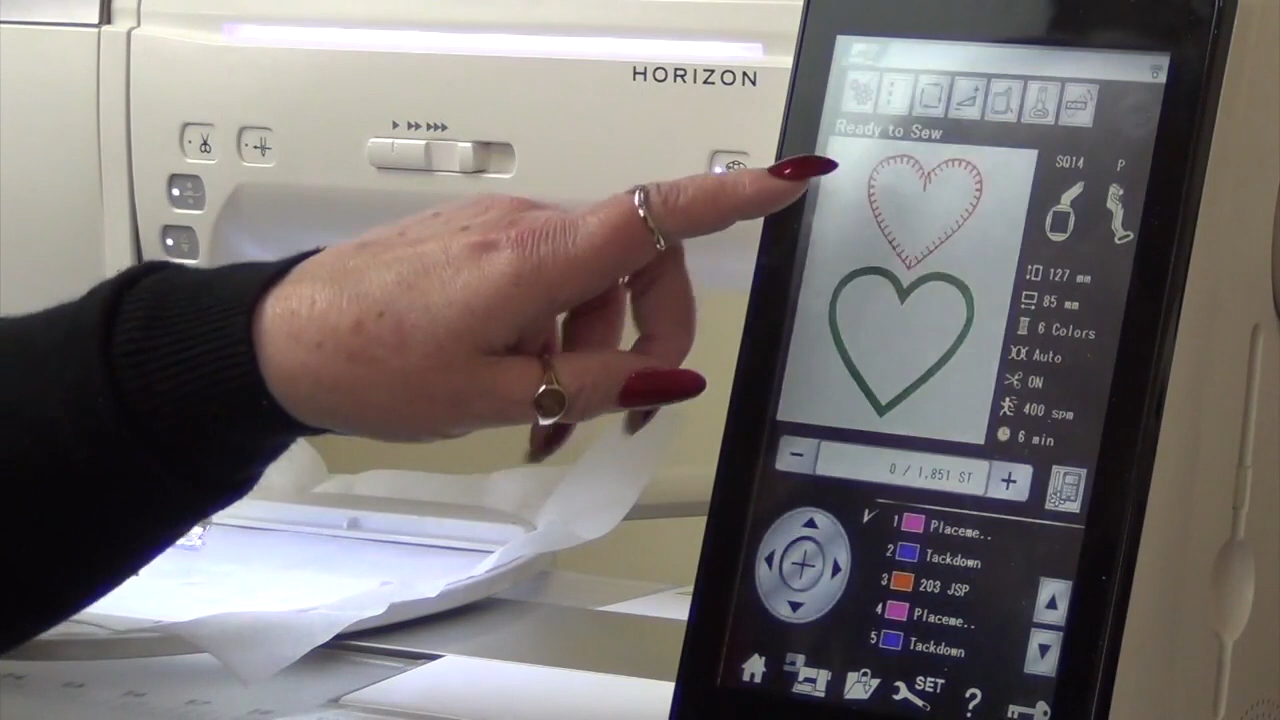 HORIZON
Ready to Sew
SQ14
P
127 mm
85 mm
6 Colors
Auto
ON
400 spm
6 min
0 / 1,851 ST
1 Placeme..
2 Tackdown
3 203 JSP
4 Placeme..
5 Tackdown
SET
?